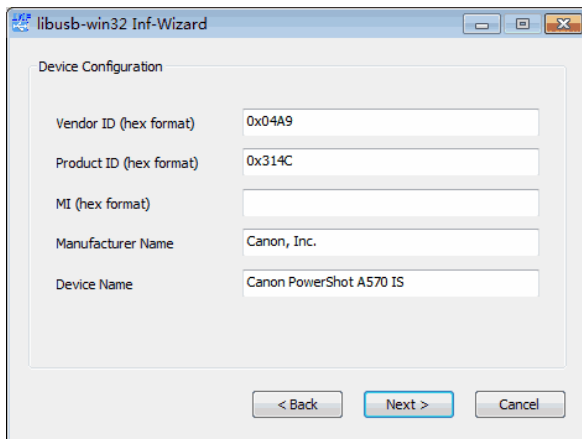 libusb-win32 Inf-Wizard
Device Configuration
Vendor ID (hex format) 0x04A9
Product ID (hex format) 0x314C
MI (hex format)
Manufacturer Name Canon, Inc.
Device Name Canon PowerShot A570 IS
< Back Next > Cancel